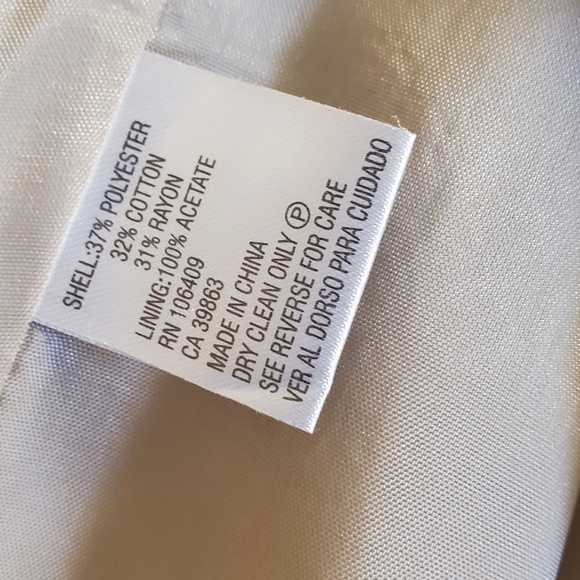 SHELL:37% POLYESTER
32% COTTON
31% RAYON
LINING:100% ACETATE
RN 106409
CA 39863
MADE IN CHINA
DRY CLEAN ONLY Ⓟ
SEE REVERSE FOR CARE
VER AL DORSO PARA CUIDADO